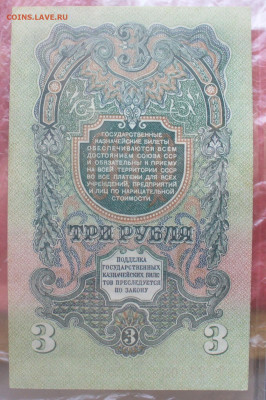 COINS.LAVE.RU
3
ГОСУДАРСТВЕННЫЕ
КАЗНАЧЕЙСКИЕ БИЛЕТЫ
ОБЕСПЕЧИВАЮТСЯ ВСЕМ
ДОСТОЯНИЕМ СОЮЗА ССР
И ОБЯЗАТЕЛЬНЫ К ПРИЕМУ
НА ВСЕЙ ТЕРРИТОРИИ СССР
ВО ВСЕ ПЛАТЕЖИ ДЛЯ ВСЕХ
УЧРЕЖДЕНИЙ, ПРЕДПРИЯТИЙ
И ЛИЦ ПО НАРИЦАТЕЛЬНОЙ
СТОИМОСТИ.
ТРИ РУБЛЯ
ПОДДЕЛКА
ГОСУДАРСТВЕННЫХ
КАЗНАЧЕЙСКИХ БИЛЕ
ТОВ ПРЕСЛЕДУЕТСЯ
ПО ЗАКОНУ
3 3 3